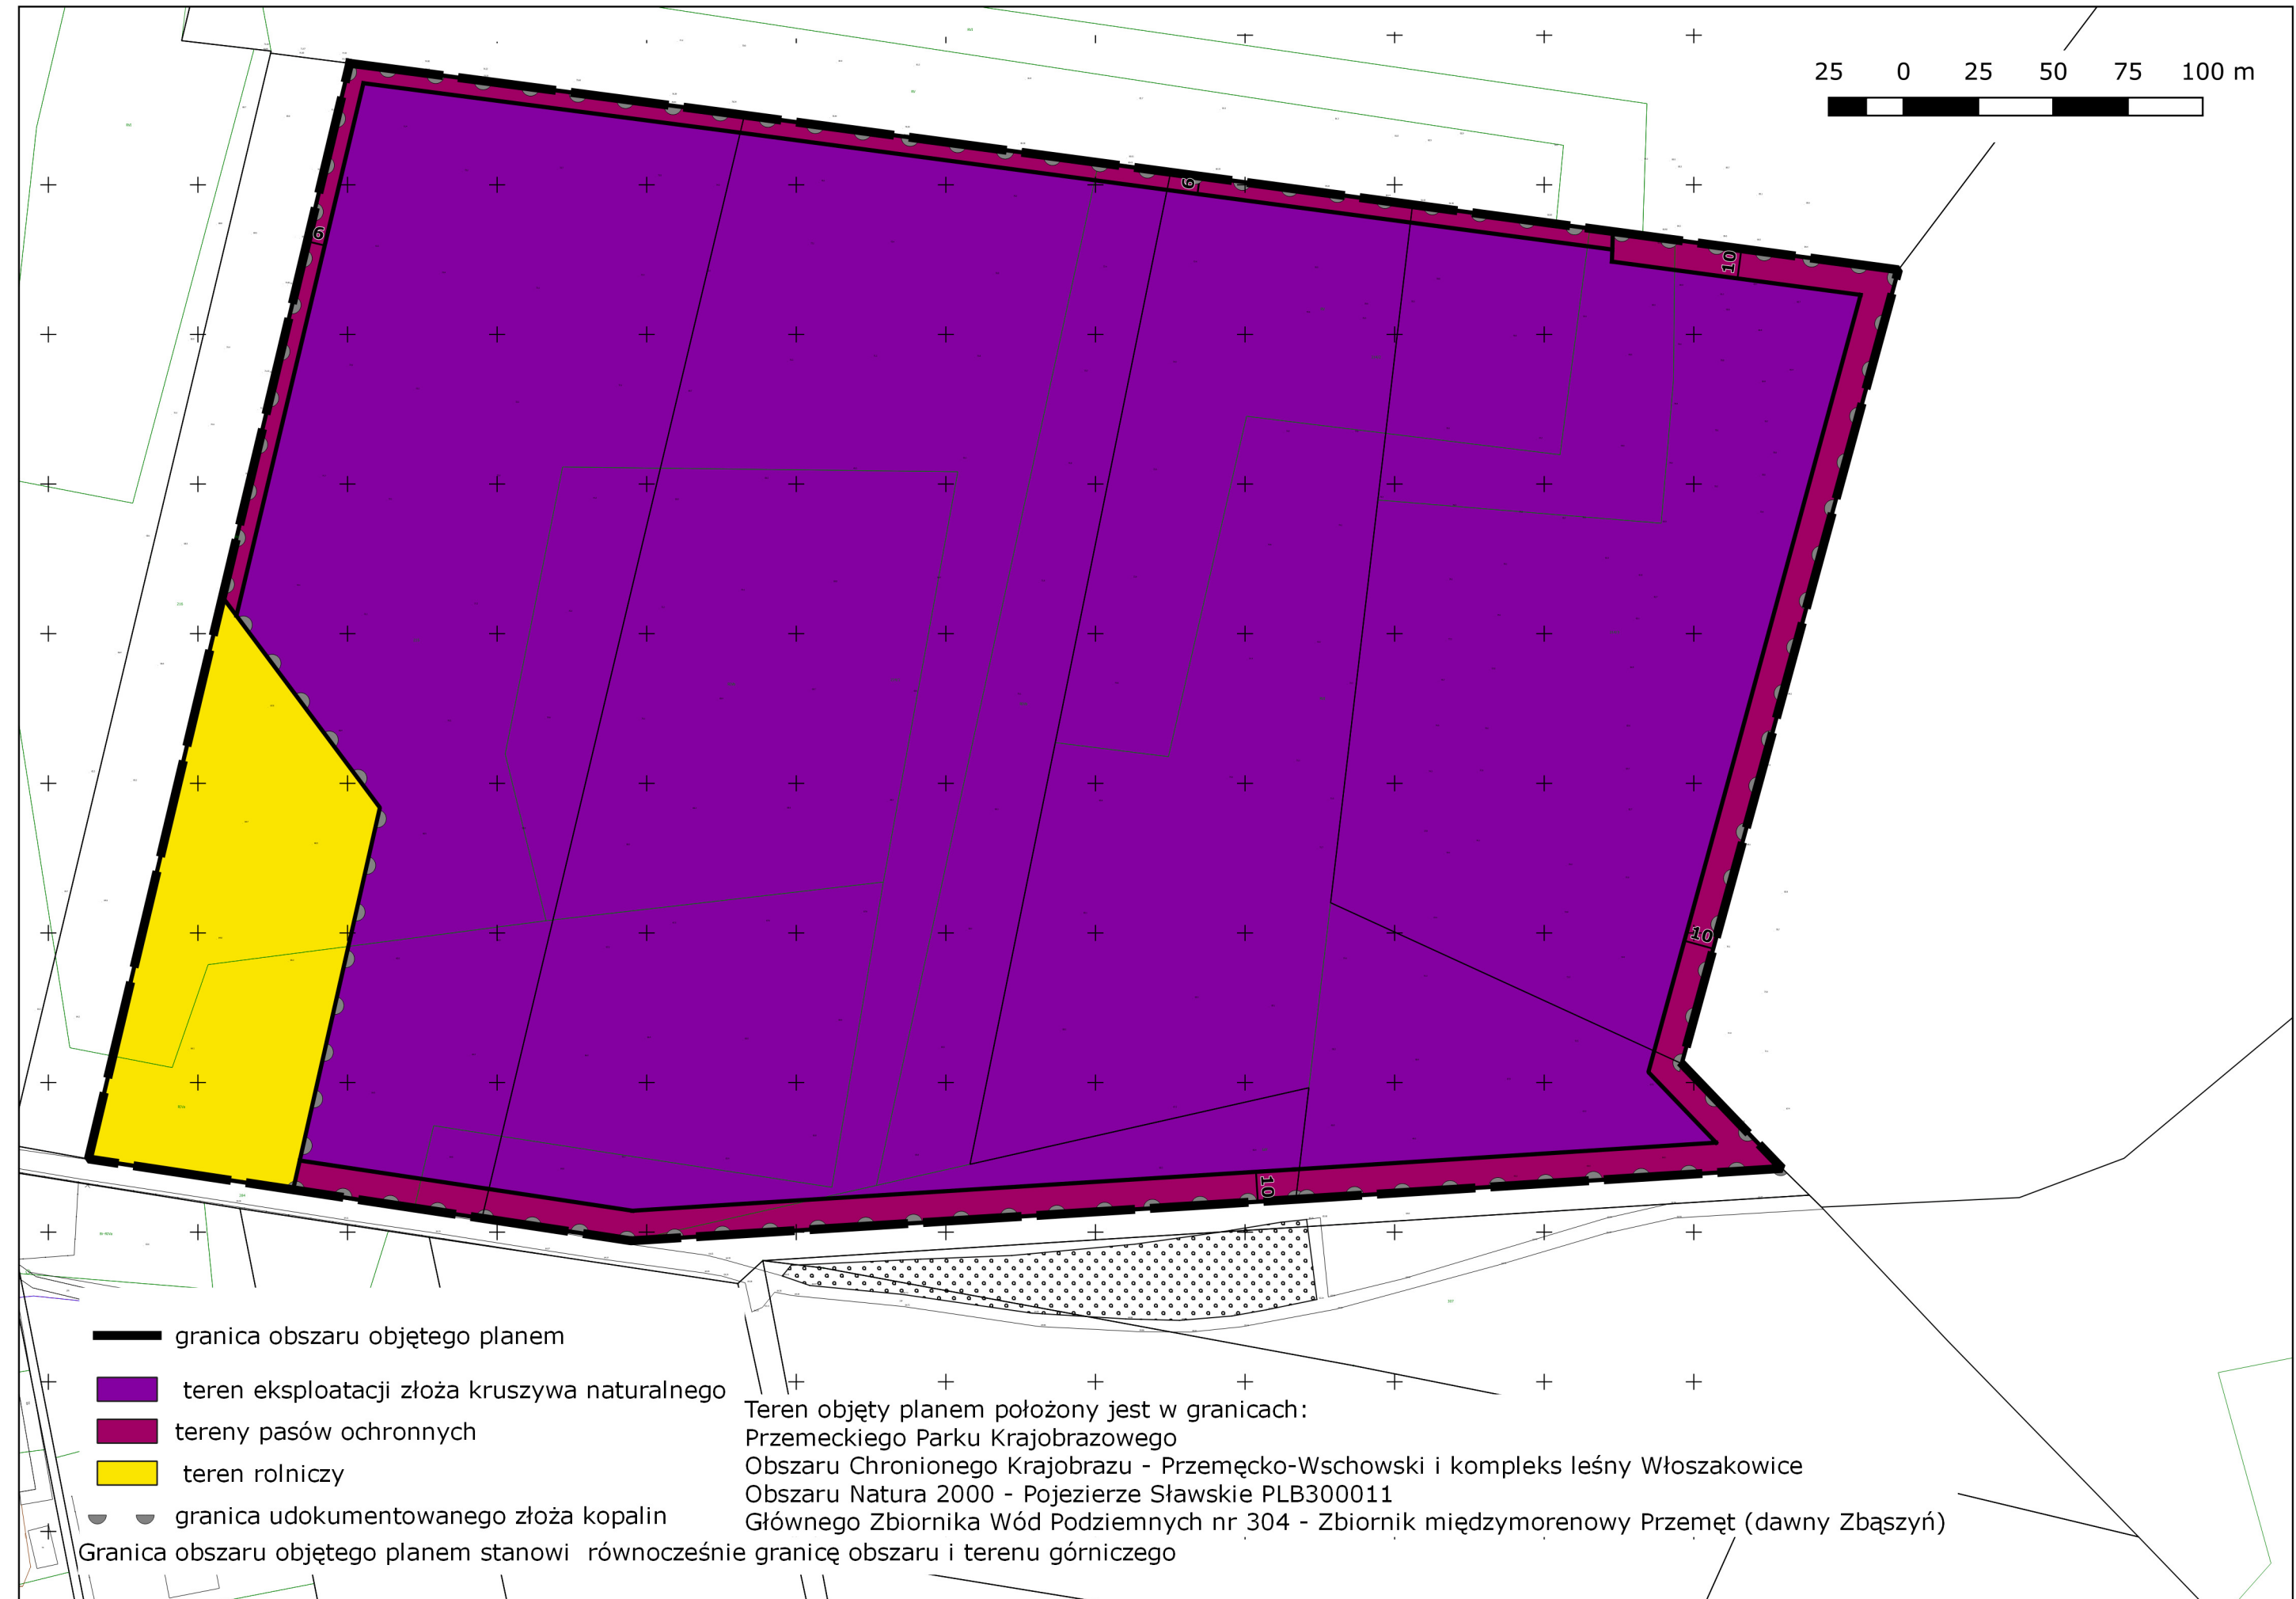 25 0 25 50 75 100 m
6
6
10
10
10
granica obszaru objętego planem
teren eksploatacji złoża kruszywa naturalnego
tereny pasów ochronnych
teren rolniczy
granica udokumentowanego złoża kopalin
Granica obszaru objętego planem stanowi równocześnie granicę obszaru i terenu górniczego
Teren objęty planem położony jest w granicach:
Przemeckiego Parku Krajobrazowego
Obszaru Chronionego Krajobrazu - Przemęcko-Wschowski i kompleks leśny Włoszakowice
Obszaru Natura 2000 - Pojezierze Sławskie PLB300011
Głównego Zbiornika Wód Podziemnych nr 304 - Zbiornik międzymorenowy Przemęt (dawny Zbąszyń)